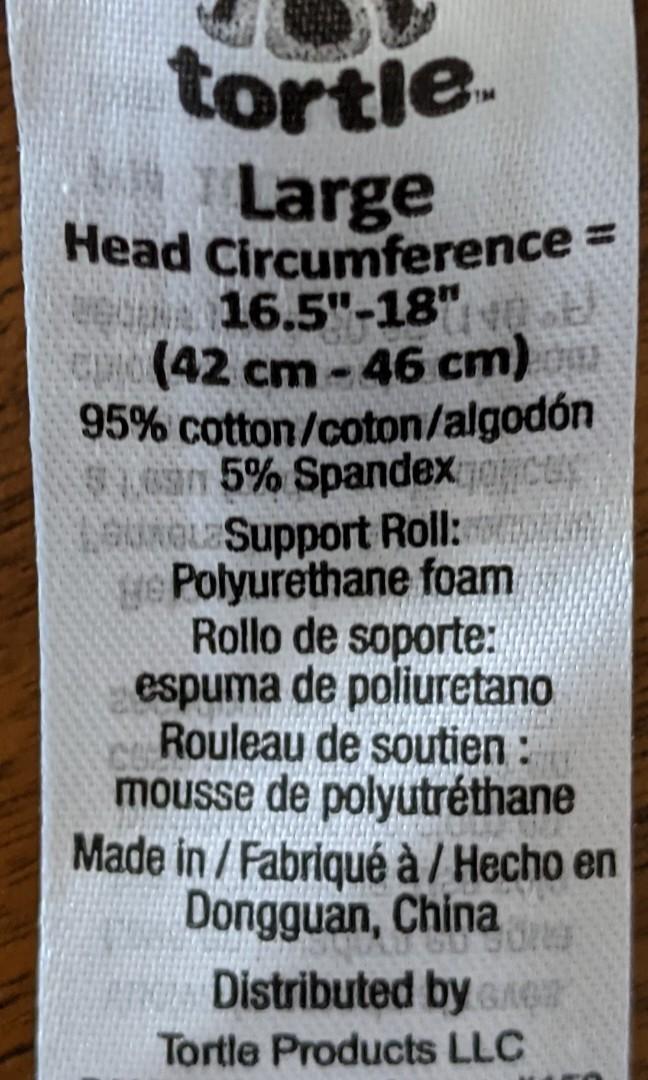 tortle™
Large
Head Circumference =
16.5"-18"
(42 cm - 46 cm)
95% cotton/coton/algodón
5% Spandex
Support Roll:
Polyurethane foam
Rollo de soporte:
espuma de poliuretano
Rouleau de soutien :
mousse de polyutréthane
Made in / Fabriqué à / Hecho en
Dongguan, China
Distributed by
Tortle Products LLC